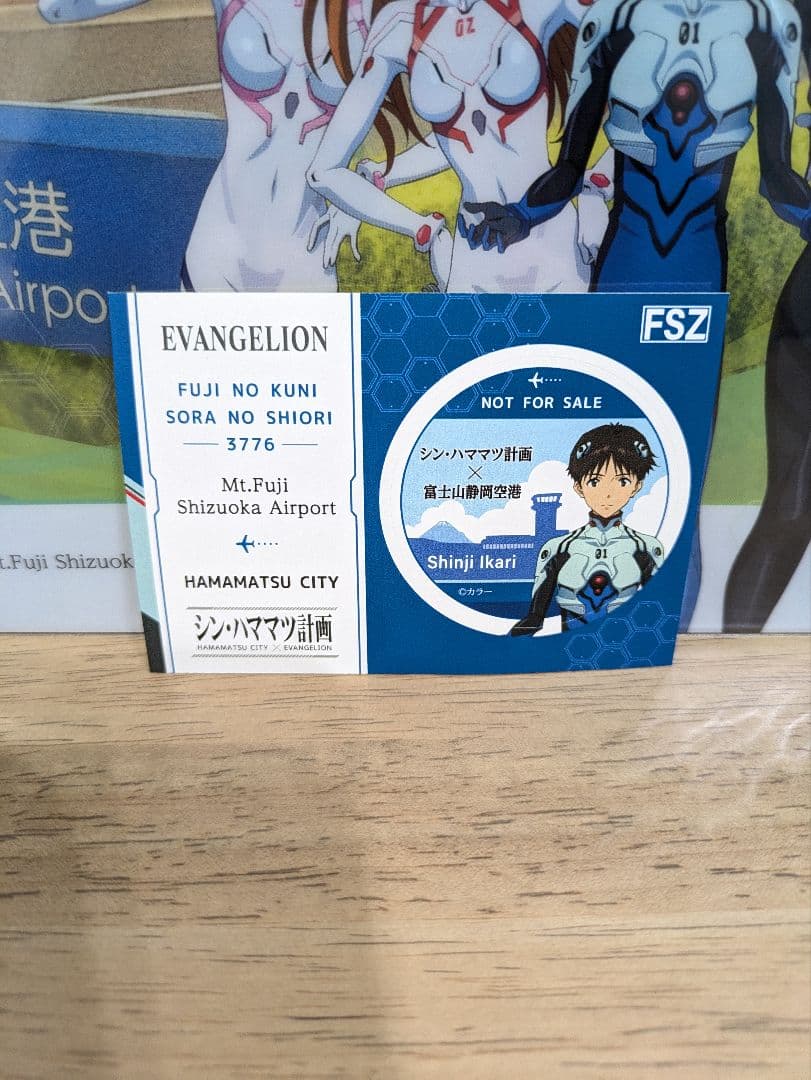 02
01
港
Airpo
t.Fuji Shizuok
EVANGELION
FUJI NO KUNI
SORA NO SHIORI
3776
Mt.Fuji
Shizuoka Airport
HAMAMATSU CITY
シン・ハママツ計画
HAMAMATSU CITY × EVANGELION
FSZ
NOT FOR SALE
シン・ハママツ計画
×
富士山静岡空港
Shinji Ikari
01
©カラー